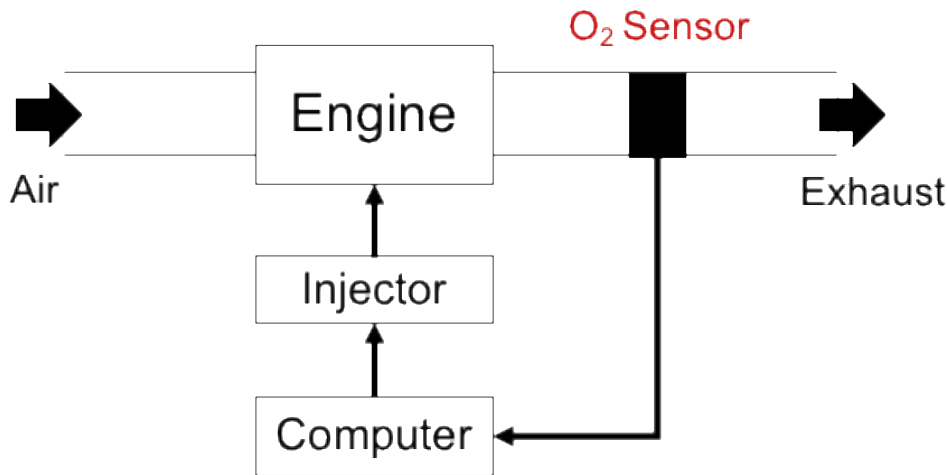 O₂ Sensor
Engine
Air
Exhaust
Injector
Computer